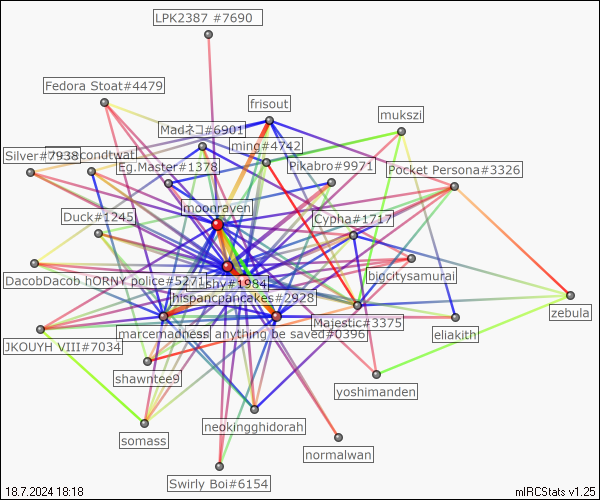 LPK2387 #7690
Fedora Stoat#4479
frisout
mukszi
Madネコ#6901
ming#4742
Silver#7938
condtwat
Eg.Master#1378
Pikabro#9971
Pocket Persona#3326
moonraven
Duck#1245
Cypha#1717
DacobDacob hORNY police#5271
shy#1984
bigcitysamurai
hispancpancakes#2928
zebula
Majestic#3375
marcemadness
anything be saved#0396
eliakith
JKOUYH VIII#7034
shawntee9
yoshimanden
somass
neokingghidorah
normalwan
Swirly Boi#6154
18.7.2024 18:18
mIRCStats v1.25